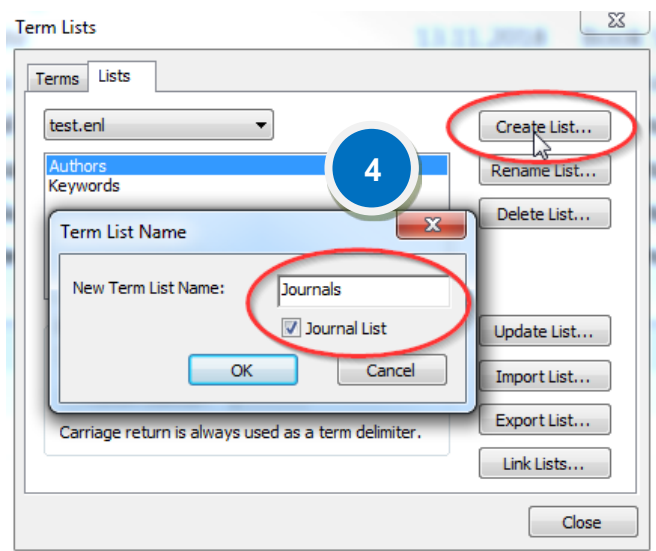 Term Lists
Terms Lists
test.enl
Create List...
Authors
Keywords
4
Rename List...
Delete List...
Term List Name
New Term List Name: Journals
Journal List
OK Cancel
Update List...
Import List...
Export List...
Carriage return is always used as a term delimiter.
Link Lists...
Close